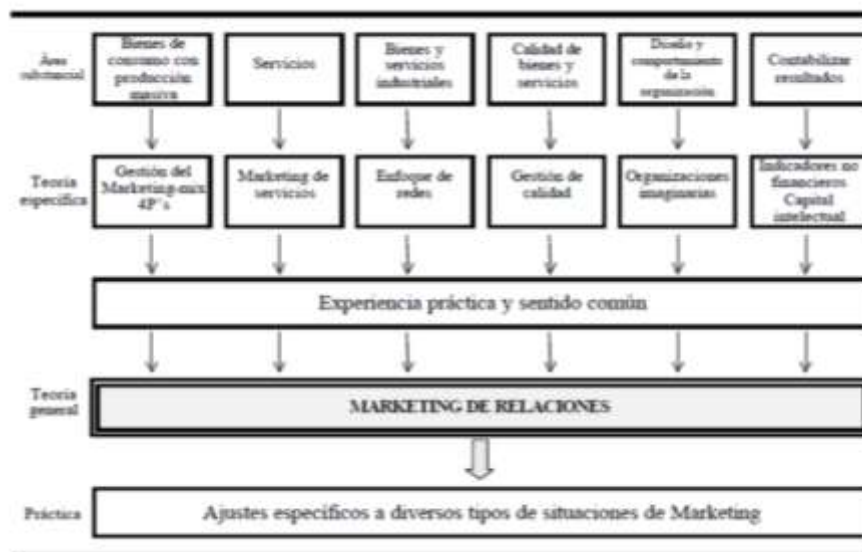 Área
substancial
Bienes de
consumo con
producción
masiva
Servicios
Bienes y
servicios
industriales
Calidad de
bienes y
servicios
Diseño y
comportamiento
de la
organización
Contabilizar
resultados
Teoría
específica
Gestión del
Marketing-mix
4P's
Marketing de
servicios
Enfoque de
redes
Gestión de
calidad
Organizaciones
imaginarias
Indicadores no
financieros
Capital
intelectual
Experiencia práctica y sentido común
Teoría
general
MARKETING DE RELACIONES
Práctica
Ajustes específicos a diversos tipos de situaciones de Marketing